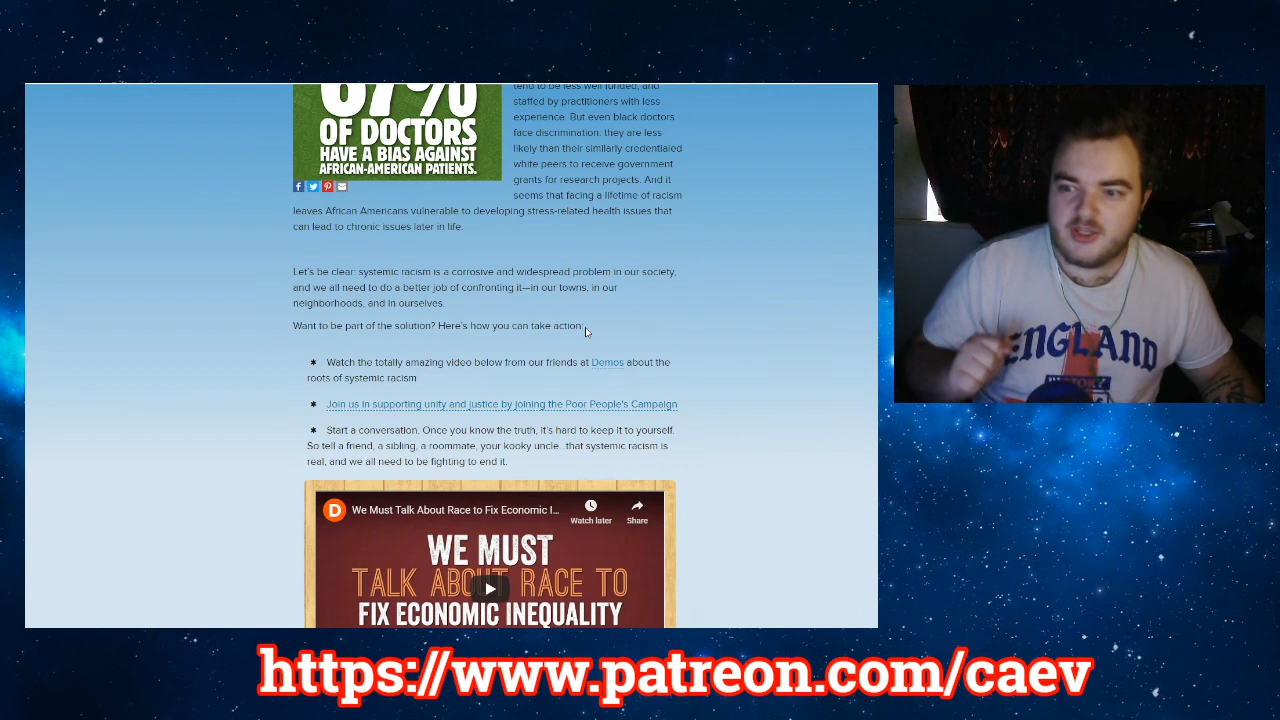 67%
OF DOCTORS
HAVE A BIAS AGAINST
AFRICAN-AMERICAN PATIENTS.
tend to be less well funded, and
staffed by practitioners with less
experience. But even black doctors
face discrimination: they are less
likely than their similarly credentialed
white peers to receive government
grants for research projects. And it
seems that facing a lifetime of racism
leaves African Americans vulnerable to developing stress-related health issues that
can lead to chronic issues later in life.
Let's be clear: systemic racism is a corrosive and widespread problem in our society,
and we all need to do a better job of confronting it—in our towns, in our
neighborhoods, and in ourselves.
Want to be part of the solution? Here's how you can take action:
✱ Watch the totally amazing video below from our friends at Demos about the
roots of systemic racism
✱ Join us in supporting unity and justice by joining the Poor People's Campaign
✱ Start a conversation. Once you know the truth, it's hard to keep it to yourself.
So tell a friend, a sibling, a roommate, your kooky uncle...that systemic racism is
real, and we all need to be fighting to end it.
D We Must Talk About Race to Fix Economic I...
Watch later
Share
WE MUST
TALK ABOUT RACE TO
FIX ECONOMIC INEQUALITY
ENGLAND
https://www.patreon.com/caev